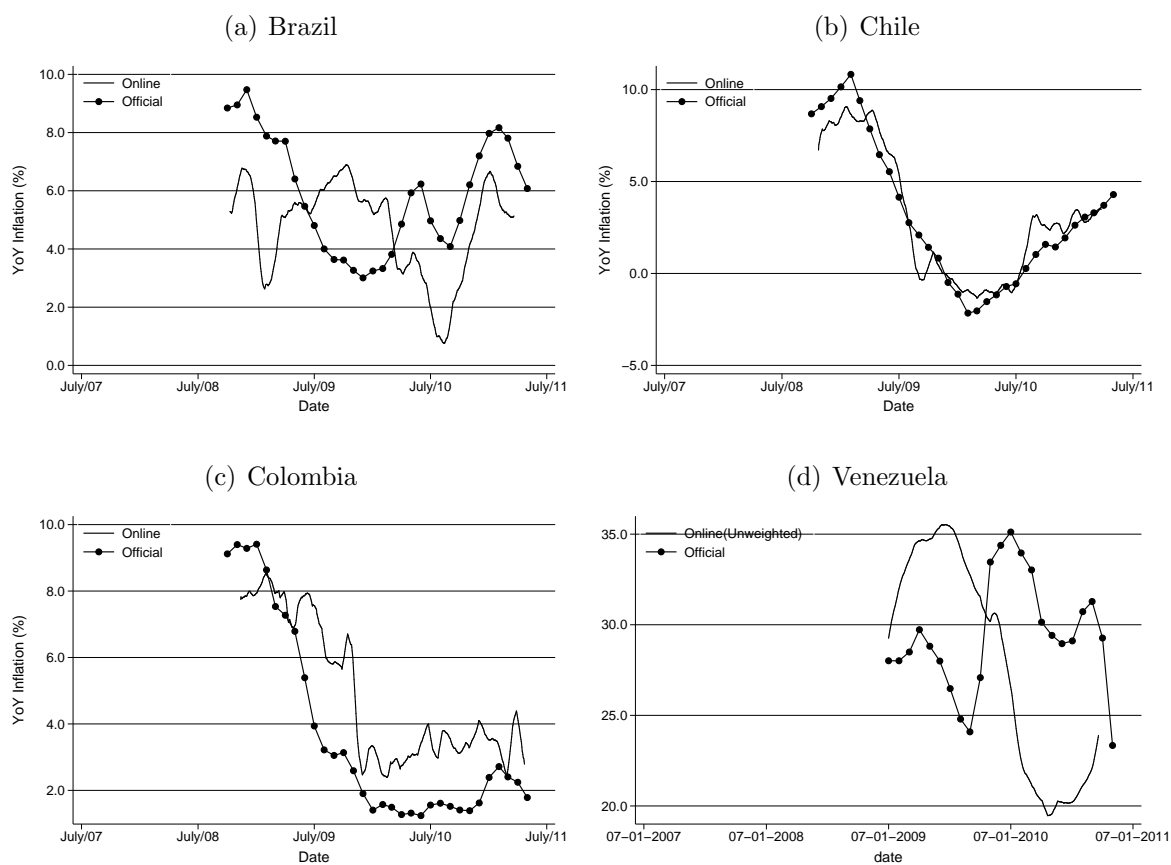 (a) Brazil
YoY Inflation (%)
10.0
8.0
6.0
4.0
2.0
0.0
Online
Official
July/07 July/08 July/09 July/10 July/11
Date
(b) Chile
YoY Inflation (%)
10.0
5.0
0.0
−5.0
Online
Official
July/07 July/08 July/09 July/10 July/11
Date
(c) Colombia
YoY Inflation (%)
10.0
8.0
6.0
4.0
2.0
Online
Official
July/07 July/08 July/09 July/10 July/11
Date
(d) Venezuela
35.0
30.0
25.0
20.0
Online(Unweighted)
Official
07−01−2007 07−01−2008 07−01−2009 07−01−2010 07−01−2011
date